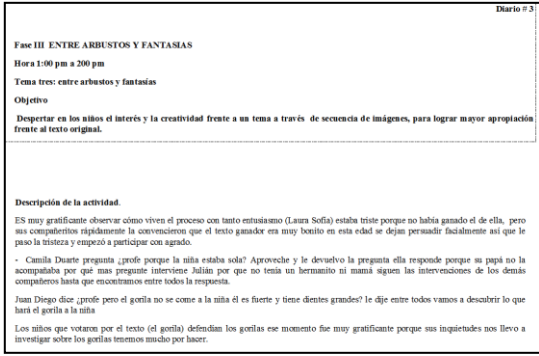 Diario # 3
Fase III  ENTRE ARBUSTOS Y FANTASIAS
Hora 1:00 pm a 200 pm
Tema tres: entre arbustos y fantasías
Objetivo
Despertar en los niños el interés y la creatividad frente a un tema a través  de secuencia de imágenes, para lograr mayor apropiación
frente al texto original.
Descripción de la actividad.
ES muy gratificante observar cómo viven el proceso con tanto entusiasmo (Laura Sofía) estaba triste porque no había ganado el de ella,  pero
sus compañeritos rápidamente la convencieron que el texto ganador era muy bonito en esta edad se dejan persuadir facialmente así que le
paso la tristeza y empezó a participar con agrado.
-  Camila Duarte pregunta ¿profe porque la niña estaba sola? Aproveche y le devuelvo la pregunta ella responde porque su papá no la
acompañaba por qué mas pregunte interviene Julián por que no tenía un hermanito ni mamá siguen las intervenciones de los demás
compañeros hasta que encontramos entre todos la respuesta.
Juan Diego dice ¿profe pero el gorila no se come a la niña él es fuerte y tiene dientes grandes? le dije entre todos vamos a descubrir lo que
hará el gorila a la niña
Los niños que votaron por el texto (el gorila) defendían los gorilas ese momento fue muy gratificante porque sus inquietudes nos llevo a
investigar sobre los gorilas tenemos mucho por hacer.